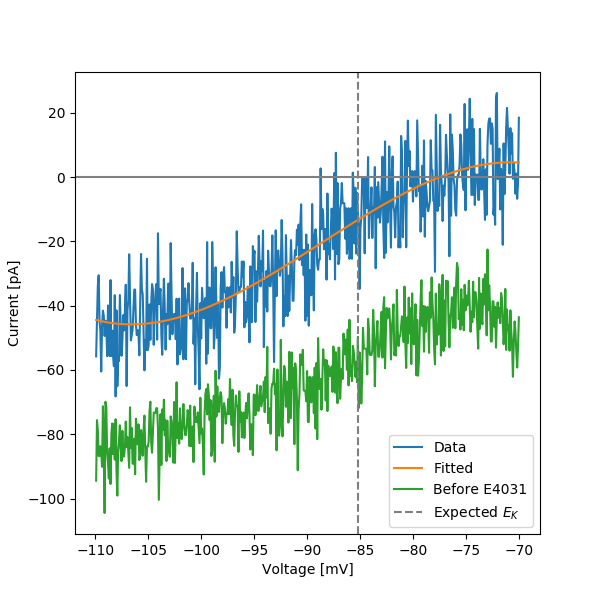 20
0
−20
−40
−60
−80
−100
Current [pA]
Data
Fitted
Before E4031
Expected E_K
−110 −105 −100 −95 −90 −85 −80 −75 −70
Voltage [mV]